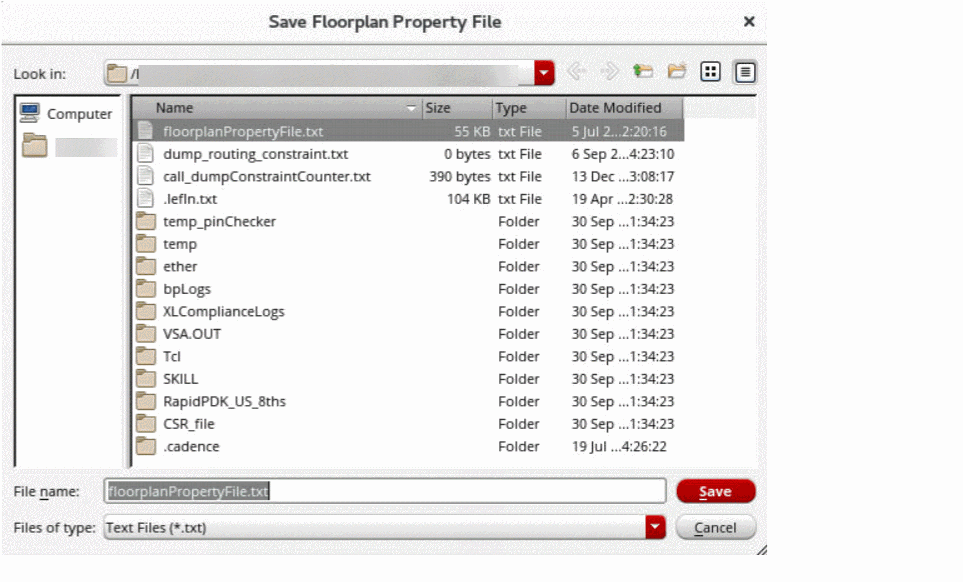 Save Floorplan Property File
Look in: /l
Computer
Name Size Type Date Modified
floorplanPropertyFile.txt 55 KB txt File 5 Jul 2...2:20:16
dump_routing_constraint.txt 0 bytes txt File 6 Sep 2...4:23:10
call_dumpConstraintCounter.txt 390 bytes txt File 13 Dec ...3:08:17
.lefIn.txt 104 KB txt File 19 Apr ...2:30:28
temp_pinChecker Folder 30 Sep ...1:34:23
temp Folder 30 Sep ...1:34:23
ether Folder 30 Sep ...1:34:23
bpLogs Folder 30 Sep ...1:34:23
XLComplianceLogs Folder 30 Sep ...1:34:23
VSA.OUT Folder 30 Sep ...1:34:23
Tcl Folder 30 Sep ...1:34:23
SKILL Folder 30 Sep ...1:34:23
RapidPDK_US_8ths Folder 30 Sep ...1:34:23
CSR_file Folder 30 Sep ...1:34:23
.cadence Folder 19 Jul ...4:26:22
File name: floorplanPropertyFile.txt Save
Files of type: Text Files (*.txt) Cancel